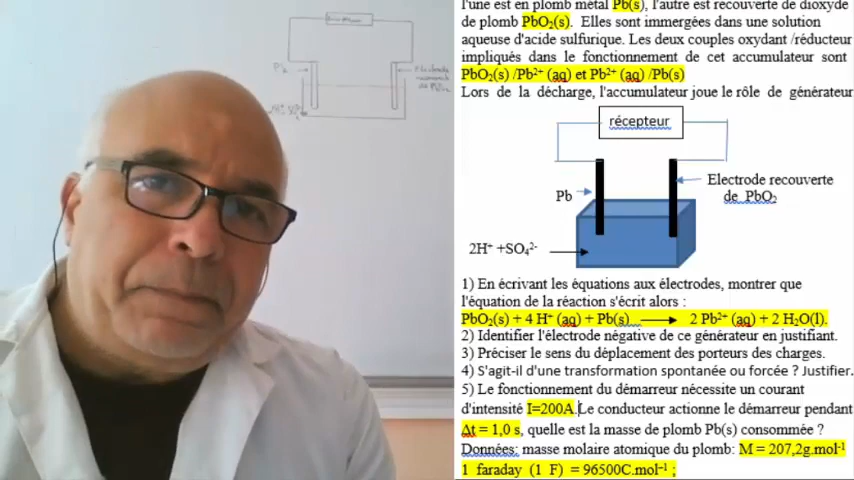 l'une est en plomb métal Pb(s), l'autre est recouverte de dioxyde
de plomb PbO₂(s). Elles sont immergées dans une solution
aqueuse d'acide sulfurique. Les deux couples oxydant /réducteur
impliqués dans le fonctionnement de cet accumulateur sont
PbO₂(s) /Pb²⁺ (aq) et Pb²⁺ (aq) /Pb(s)
Lors de la décharge, l'accumulateur joue le rôle de générateur
récepteur
Pb
Electrode recouverte
de PbO₂
2H⁺ +SO₄²⁻
1) En écrivant les équations aux électrodes, montrer que
l'équation de la réaction s'écrit alors :
PbO₂(s) + 4 H⁺ (aq) + Pb(s) → 2 Pb²⁺ (aq) + 2 H₂O(l).
2) Identifier l'électrode négative de ce générateur en justifiant.
3) Préciser le sens du déplacement des porteurs des charges.
4) S'agit-il d'une transformation spontanée ou forcée ? Justifier.
5) Le fonctionnement du démarreur nécessite un courant
d'intensité I=200A.Le conducteur actionne le démarreur pendant
Δt = 1,0 s, quelle est la masse de plomb Pb(s) consommée ?
Données: masse molaire atomique du plomb: M = 207,2g.mol⁻¹
1 faraday (1 F) = 96500C.mol⁻¹ ;